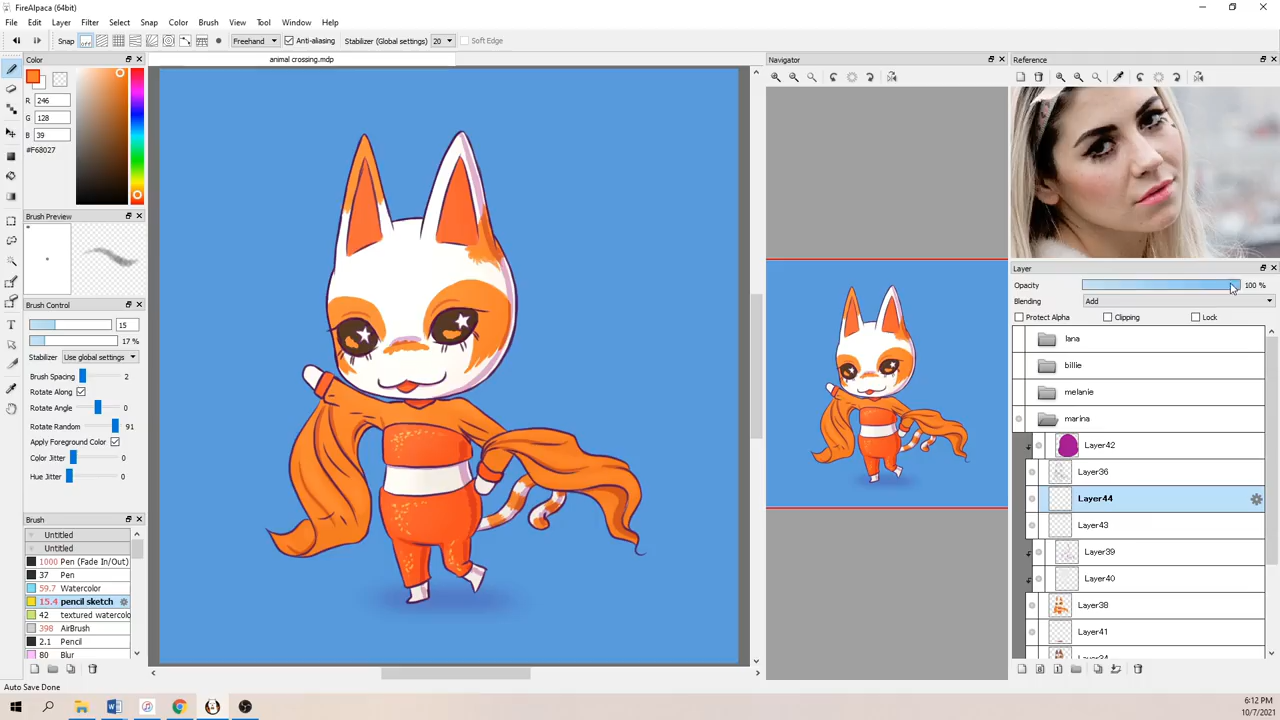 FireAlpaca (64bit)
File Edit Layer Filter Select Snap Color Brush View Tool Window Help
Snap OFF Freehand Anti-aliasing Stabilizer (Global settings) 20 Soft Edge
Color
animal crossing.mdp
Navigator
Reference
R 246
G 128
B 39
#F68027
Brush Preview
Brush Control
15
17 %
Stabilizer Use global settings
Brush Spacing 2
Rotate Along
Rotate Angle 0
Rotate Random 91
Apply Foreground Color
Color Jitter 0
Hue Jitter 0
Brush
Untitled
Untitled
1000 Pen (Fade In/Out)
37 Pen
59.7 Watercolor
15.4 pencil sketch
42 textured watercolo
398 AirBrush
2.1 Pencil
80 Blur
Auto Save Done
Layer
Opacity 100 %
Blending Add
Protect Alpha Clipping Lock
lana
billie
melanie
marina
Layer42
Layer36
Layer44
Layer43
Layer39
Layer40
Layer38
Layer41
Layer34
6:12 PM
10/7/2021